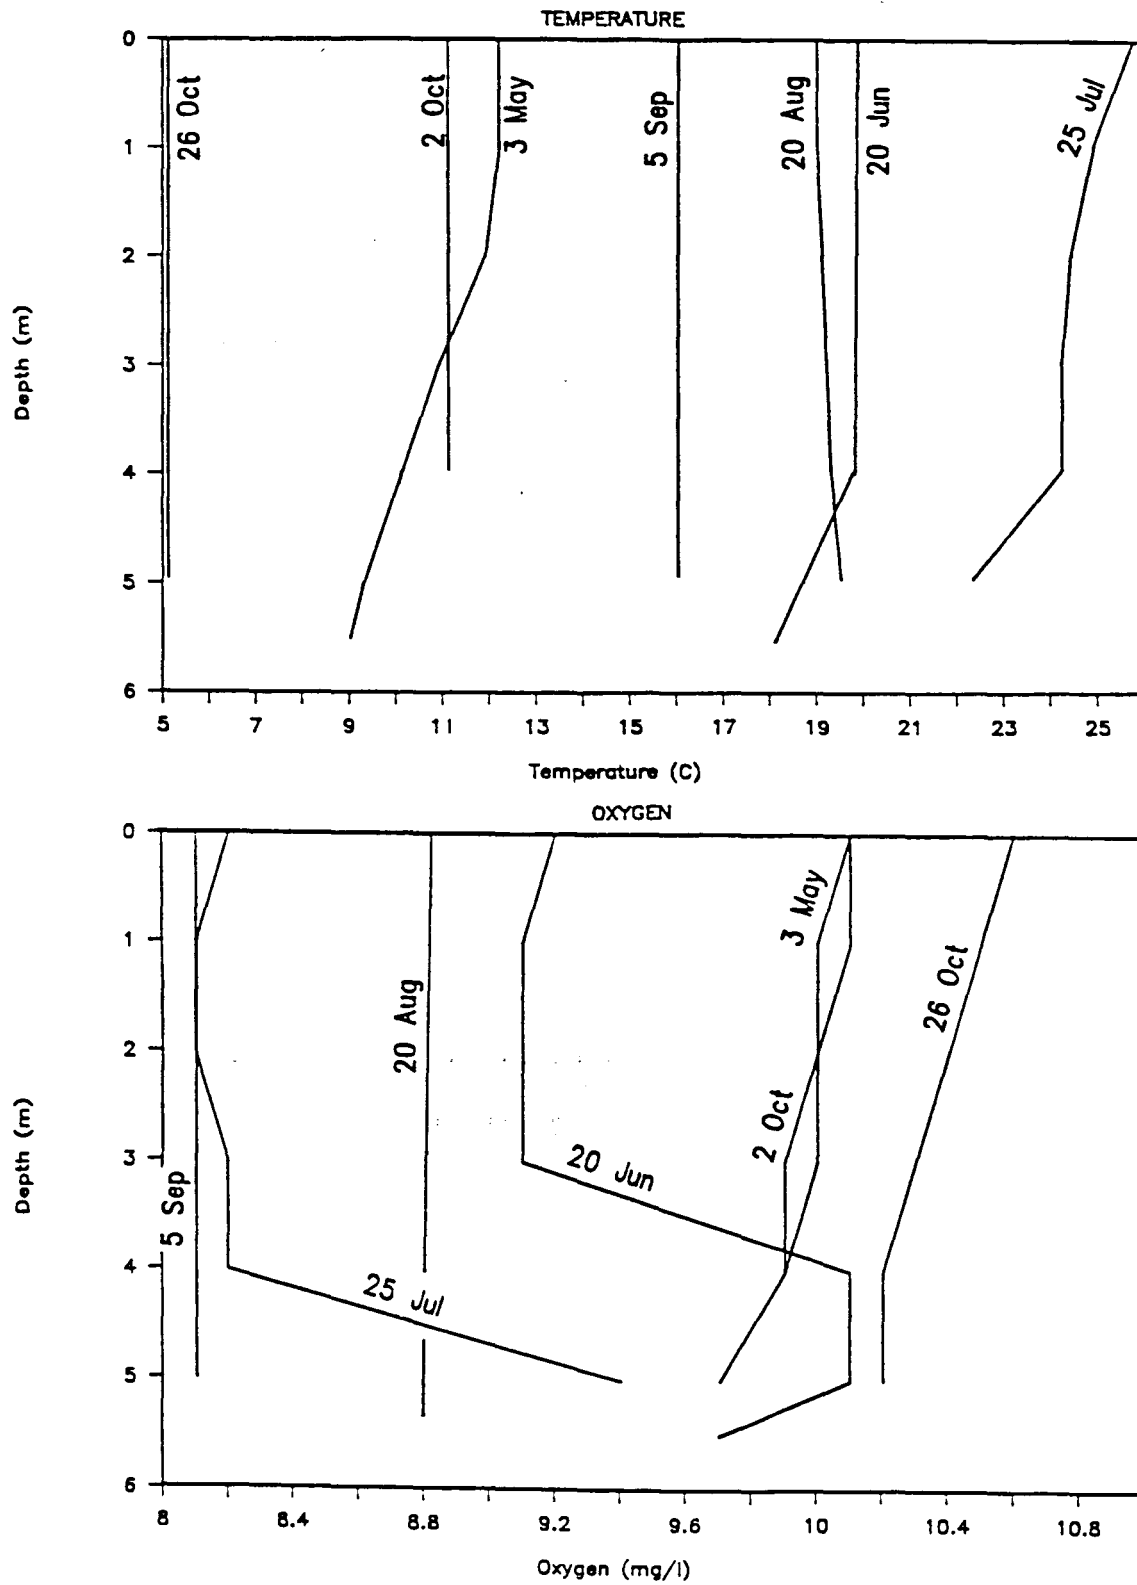 TEMPERATURE
0
1
2
3
4
5
6
Depth (m)
26 Oct
2 Oct
3 May
5 Sep
20 Aug
20 Jun
25 Jul
5 7 9 11 13 15 17 19 21 23 25
Temperature (C)
OXYGEN
0
1
2
3
4
5
6
Depth (m)
5 Sep
25 Jul
20 Aug
20 Jun
2 Oct
3 May
26 Oct
8 8.4 8.8 9.2 9.6 10 10.4 10.8
Oxygen (mg/l)